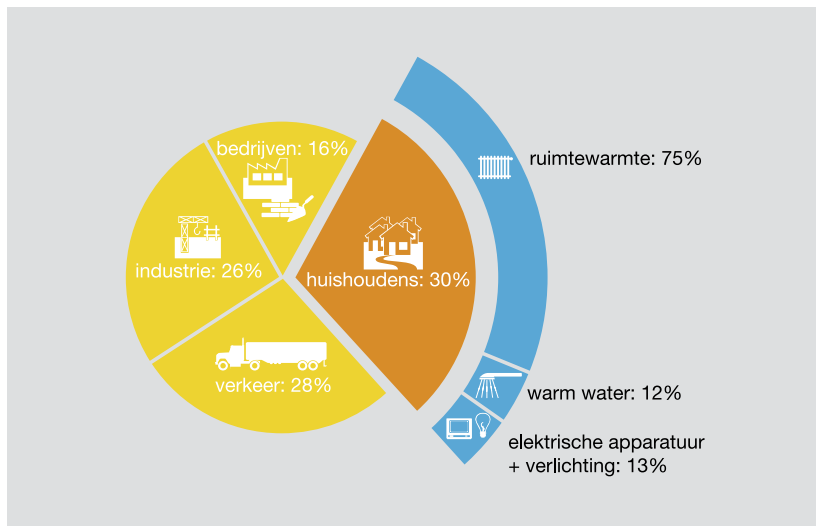 bedrijven: 16%
ruimtewarmte: 75%
industrie: 26%
huishoudens: 30%
verkeer: 28%
warm water: 12%
elektrische apparatuur
+ verlichting: 13%